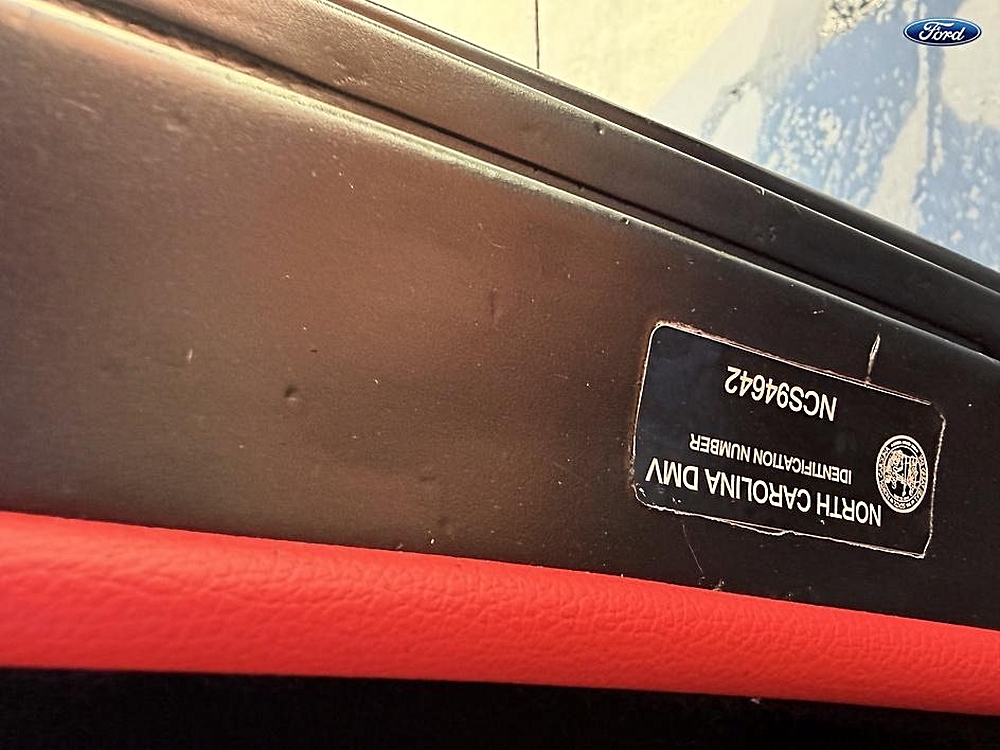 Ford
NORTH CAROLINA DMV
IDENTIFICATION NUMBER
NCS94642